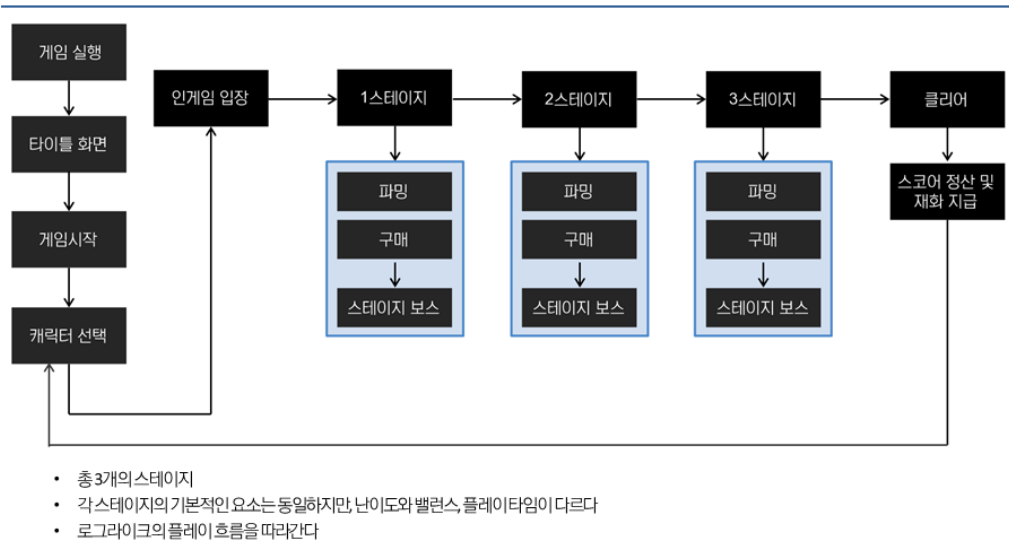 게임 실행
타이틀 화면
게임시작
캐릭터 선택
인게임 입장
1스테이지
파밍
구매
스테이지 보스
2스테이지
파밍
구매
스테이지 보스
3스테이지
파밍
구매
스테이지 보스
클리어
스코어 정산 및
재화 지급
• 총 3개의 스테이지
• 각 스테이지의 기본적인 요소는 동일하지만, 난이도와 밸런스, 플레이 타임이 다르다
• 로그라이크의 플레이 흐름을 따라간다